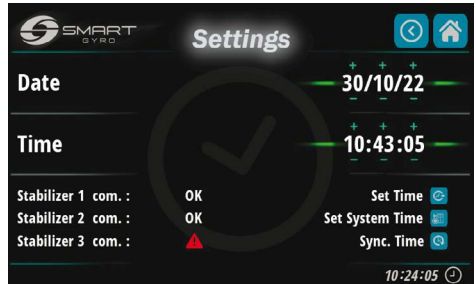 SMART
GYRO
Settings
+ + +
Date 30/10/22
− − −
+ + +
Time 10:43:05
− − −
Stabilizer 1 com. : OK Set Time
Stabilizer 2 com. : OK Set System Time
Stabilizer 3 com. : Sync. Time
10:24:05